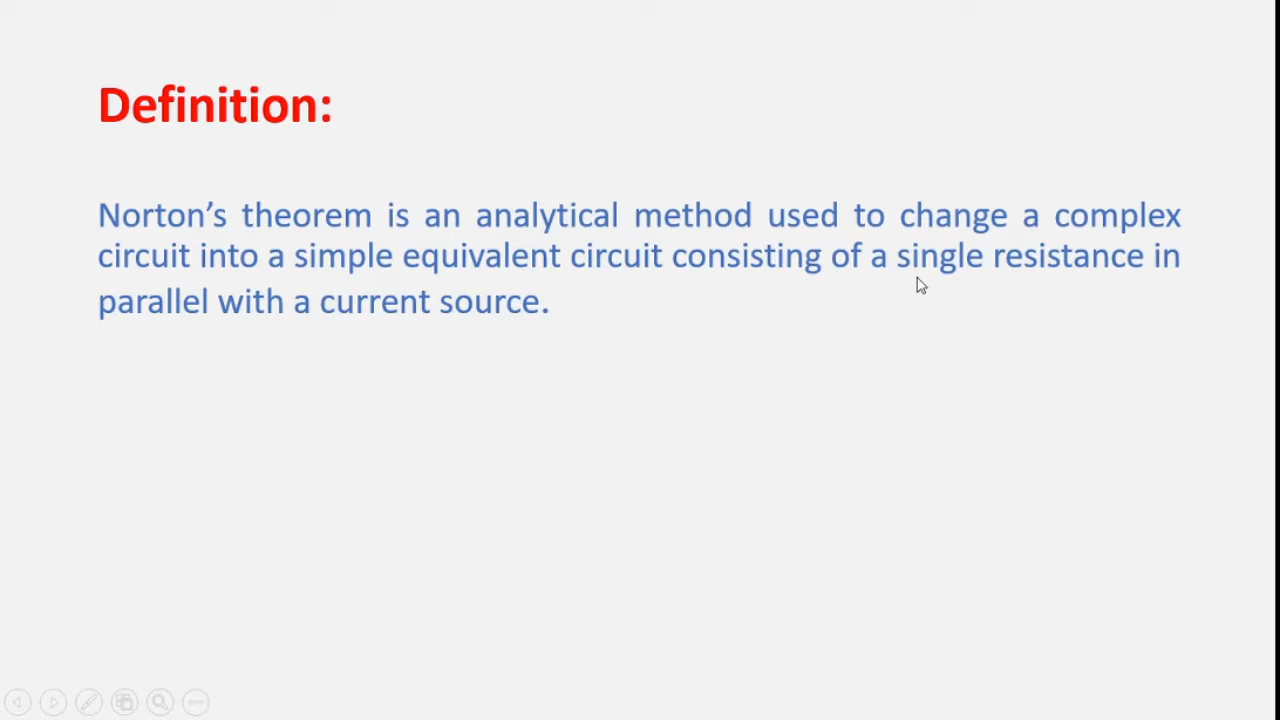 Definition:
Norton’s theorem is an analytical method used to change a complex
circuit into a simple equivalent circuit consisting of a single resistance in
parallel with a current source.